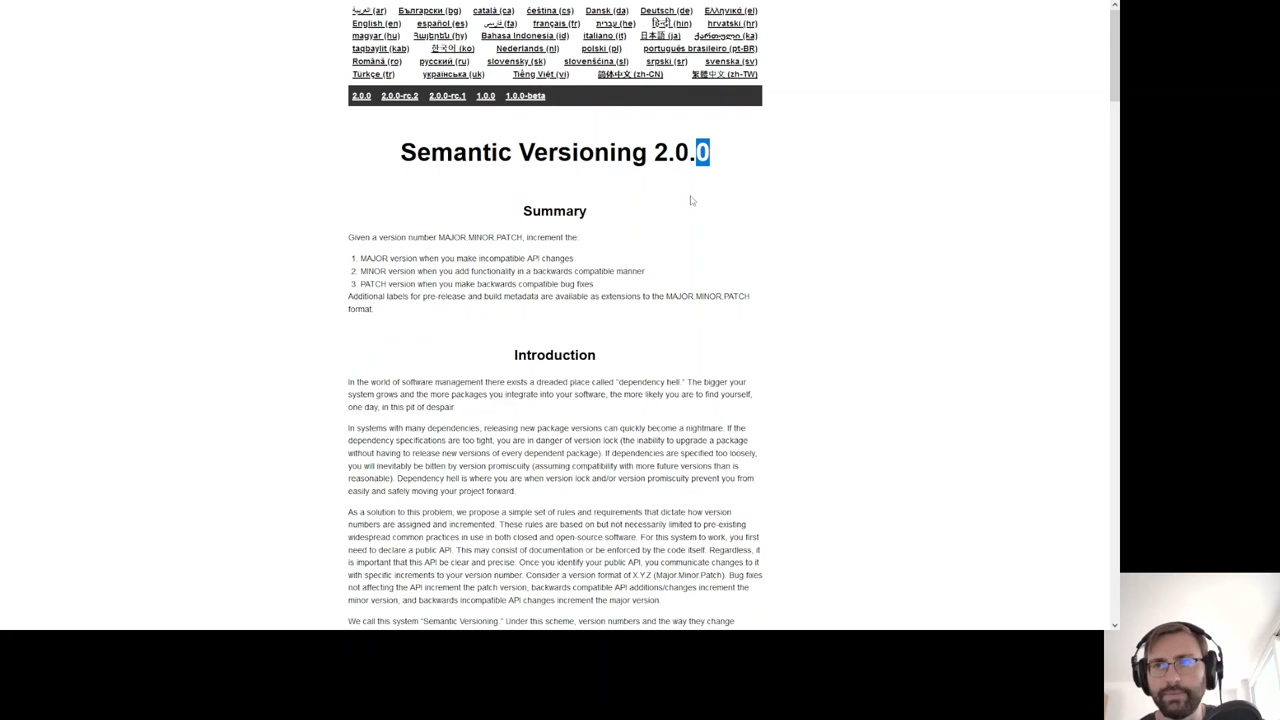 العربية (ar) Български (bg) català (ca) čeština (cs) Dansk (da) Deutsch (de) Ελληνικά (el)
English (en) español (es) فارسی (fa) français (fr) עברית (he) हिन्दी (hin) hrvatski (hr)
magyar (hu) Հայերեն (hy) Bahasa Indonesia (id) italiano (it) 日本語 (ja) ქართული (ka)
taqbaylit (kab) 한국어 (ko) Nederlands (nl) polski (pl) português brasileiro (pt-BR)
Română (ro) русский (ru) slovensky (sk) slovenščina (sl) srpski (sr) svenska (sv)
Türkçe (tr) українська (uk) Tiếng Việt (vi) 简体中文 (zh-CN) 繁體中文 (zh-TW)
2.0.0 2.0.0-rc.2 2.0.0-rc.1 1.0.0 1.0.0-beta
Semantic Versioning 2.0.0
Summary
Given a version number MAJOR.MINOR.PATCH, increment the:
1. MAJOR version when you make incompatible API changes
2. MINOR version when you add functionality in a backwards compatible manner
3. PATCH version when you make backwards compatible bug fixes
Additional labels for pre-release and build metadata are available as extensions to the MAJOR.MINOR.PATCH
format.
Introduction
In the world of software management there exists a dreaded place called “dependency hell.” The bigger your
system grows and the more packages you integrate into your software, the more likely you are to find yourself,
one day, in this pit of despair.
In systems with many dependencies, releasing new package versions can quickly become a nightmare. If the
dependency specifications are too tight, you are in danger of version lock (the inability to upgrade a package
without having to release new versions of every dependent package). If dependencies are specified too loosely,
you will inevitably be bitten by version promiscuity (assuming compatibility with more future versions than is
reasonable). Dependency hell is where you are when version lock and/or version promiscuity prevent you from
easily and safely moving your project forward.
As a solution to this problem, we propose a simple set of rules and requirements that dictate how version
numbers are assigned and incremented. These rules are based on but not necessarily limited to pre-existing
widespread common practices in use in both closed and open-source software. For this system to work, you first
need to declare a public API. This may consist of documentation or be enforced by the code itself. Regardless, it
is important that this API be clear and precise. Once you identify your public API, you communicate changes to it
with specific increments to your version number. Consider a version format of X.Y.Z (Major.Minor.Patch). Bug fixes
not affecting the API increment the patch version, backwards compatible API additions/changes increment the
minor version, and backwards incompatible API changes increment the major version.
We call this system “Semantic Versioning.” Under this scheme, version numbers and the way they change